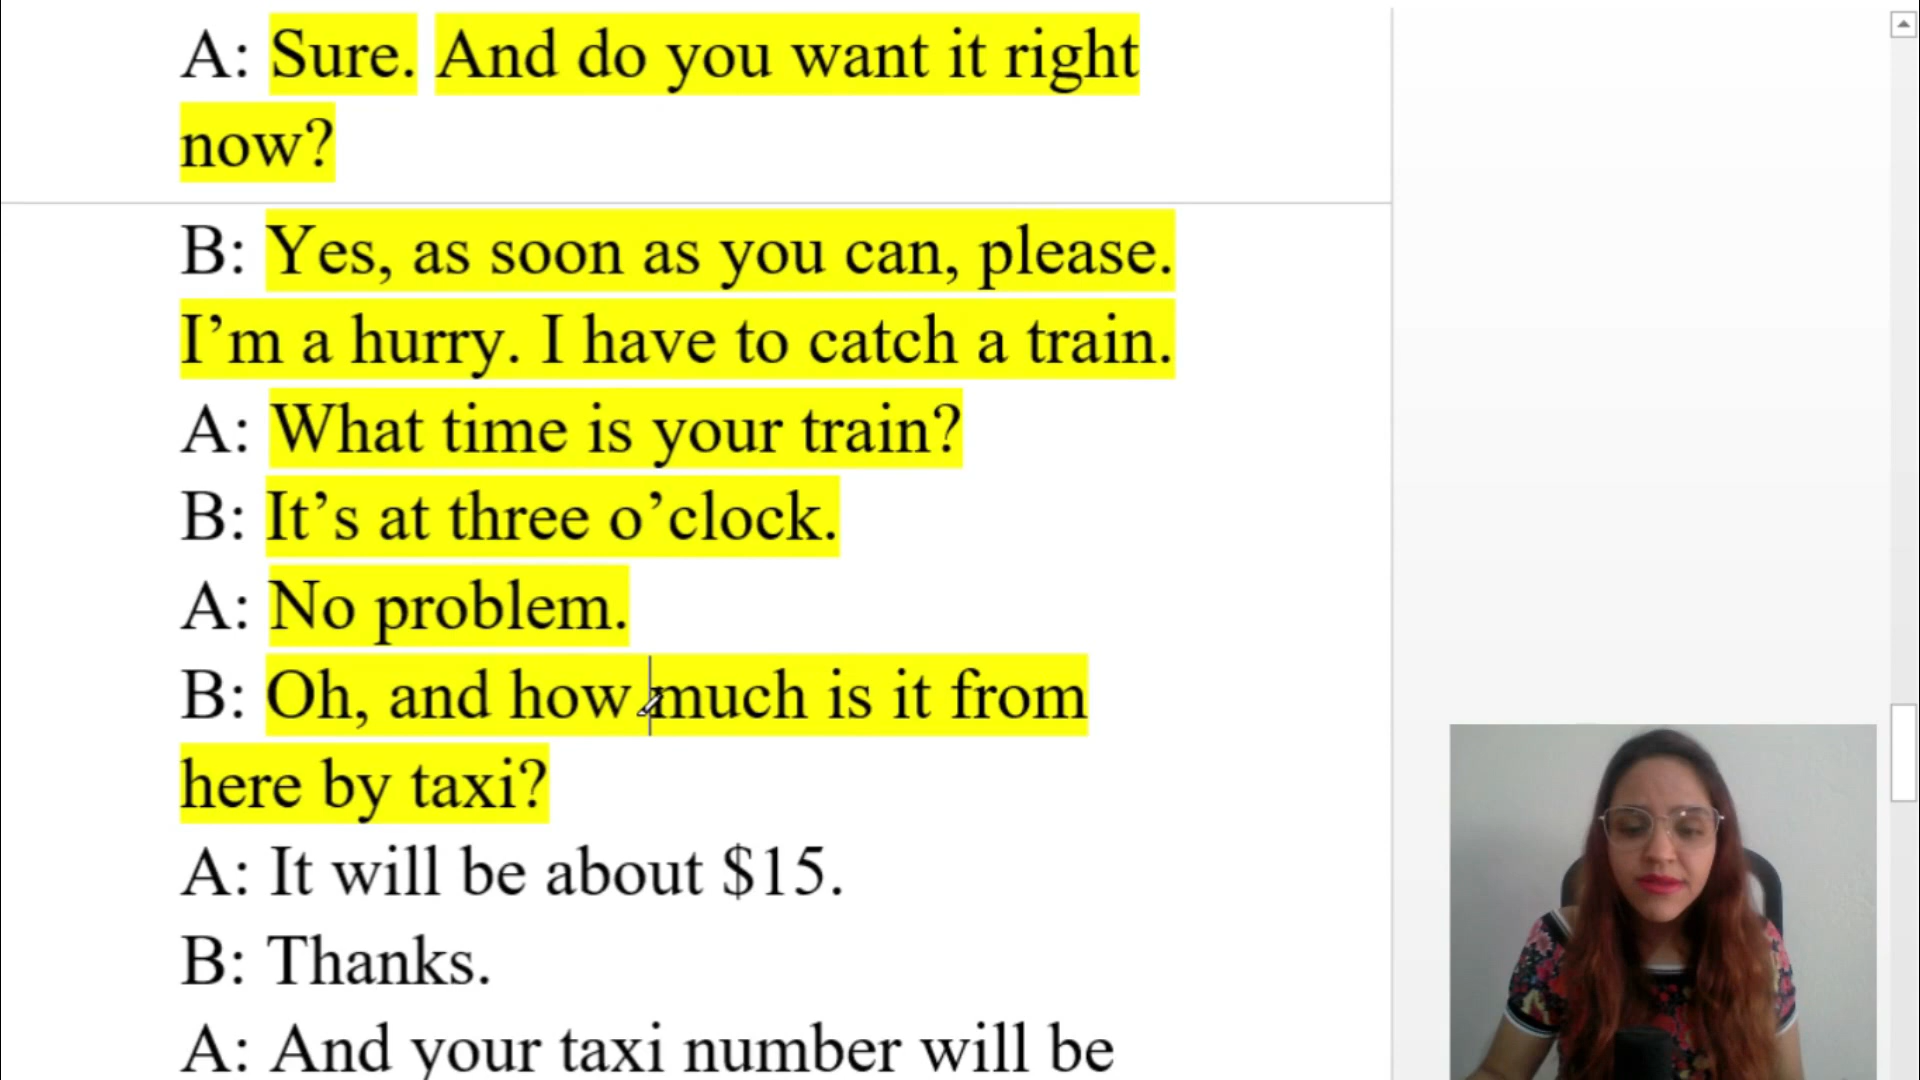 A: Sure. And do you want it right
now?
B: Yes, as soon as you can, please.
I’m a hurry. I have to catch a train.
A: What time is your train?
B: It’s at three o’clock.
A: No problem.
B: Oh, and how much is it from
here by taxi?
A: It will be about $15.
B: Thanks.
A: And your taxi number will be